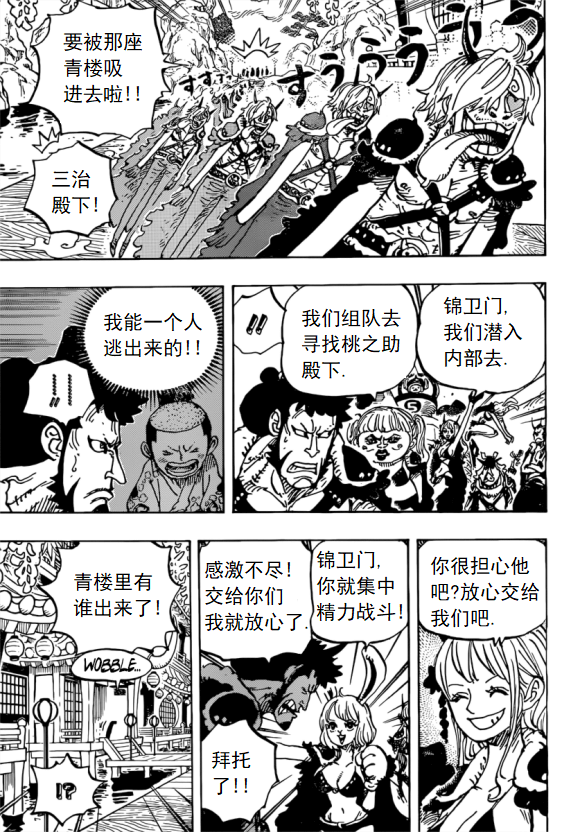 要被那座
青楼吸
进去啦!!
すすっ
すううう
三治
殿下!
锦卫门,
我们潜入
内部去.
我们组队去
寻找桃之助
殿下.
!!
我能一个人
逃出来的!!
!!
你很担心他
吧?放心交给
我们吧.
锦卫门,
你就集中
精力战斗!
感激不尽!
交给你们
我就放心了.
拜托
了!!
青楼里有
谁出来了!
WOBBLE...
!?